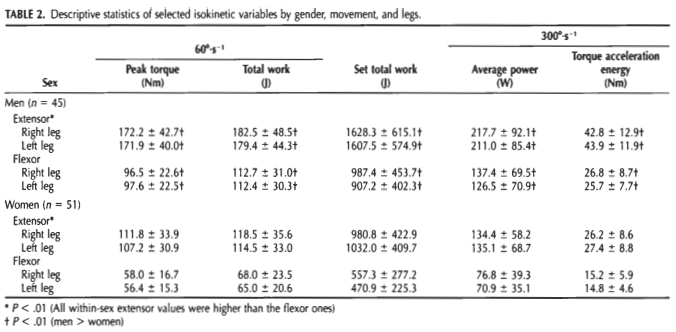 TABLE 2. Descriptive statistics of selected isokinetic variables by gender, movement, and legs.
300º·s⁻¹
60º·s⁻¹
Torque acceleration
Peak torque Total work Set total work Average power energy
Sex (Nm) (J) (J) (W) (Nm)
Men (n = 45)
Extensor*
Right leg 172.2 ± 42.7† 182.5 ± 48.5† 1628.3 ± 615.1† 217.7 ± 92.1† 42.8 ± 12.9†
Left leg 171.9 ± 40.0† 179.4 ± 44.3† 1607.5 ± 574.9† 211.0 ± 85.4† 43.9 ± 11.9†
Flexor
Right leg 96.5 ± 22.6† 112.7 ± 31.0† 987.4 ± 453.7† 137.4 ± 69.5† 26.8 ± 8.7†
Left leg 97.6 ± 22.5† 112.4 ± 30.3† 907.2 ± 402.3† 126.5 ± 70.9† 25.7 ± 7.7†
Women (n = 51)
Extensor*
Right leg 111.8 ± 33.9 118.5 ± 35.6 980.8 ± 422.9 134.4 ± 58.2 26.2 ± 8.6
Left leg 107.2 ± 30.9 114.5 ± 33.0 1032.0 ± 409.7 135.1 ± 68.7 27.4 ± 8.8
Flexor
Right leg 58.0 ± 16.7 68.0 ± 23.5 557.3 ± 277.2 76.8 ± 39.3 15.2 ± 5.9
Left leg 56.4 ± 15.3 65.0 ± 20.6 470.9 ± 225.3 70.9 ± 35.1 14.8 ± 4.6
* P < .01 (All within-sex extensor values were higher than the flexor ones)
† P < .01 (men > women)